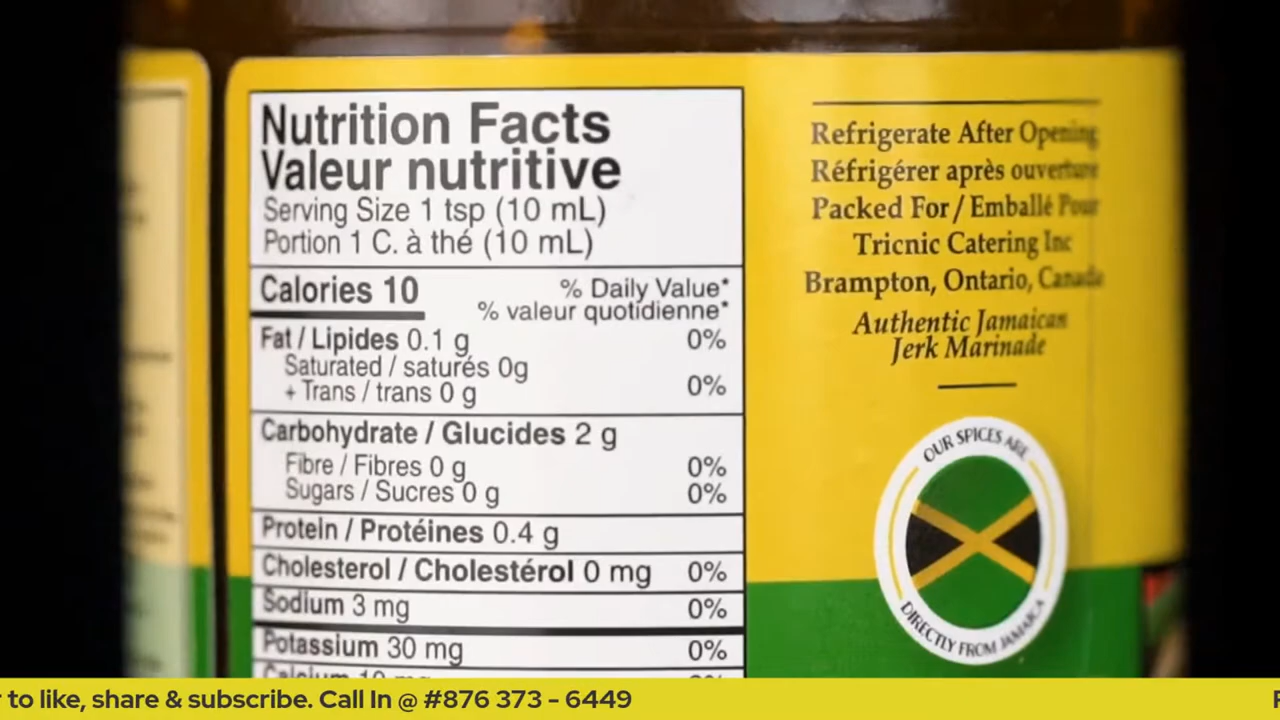 Nutrition Facts
Valeur nutritive
Serving Size 1 tsp (10 mL)
Portion 1 C. à thé (10 mL)
Calories 10
% Daily Value*
% valeur quotidienne*
Fat / Lipides 0.1 g 0%
Saturated / saturés 0g
+ Trans / trans 0 g 0%
Carbohydrate / Glucides 2 g
Fibre / Fibres 0 g 0%
Sugars / Sucres 0 g 0%
Protein / Protéines 0.4 g
Cholesterol / Cholestérol 0 mg 0%
Sodium 3 mg 0%
Potassium 30 mg 0%
Calcium 10 mg
Refrigerate After Opening
Réfrigérer après ouverture
Packed For / Emballé Pour
Tricnic Catering Inc
Brampton, Ontario, Canada
Authentic Jamaican
Jerk Marinade
OUR SPICES ARE
DIRECTLY FROM JAMAICA
to like, share & subscribe. Call In @ #876 373 - 6449